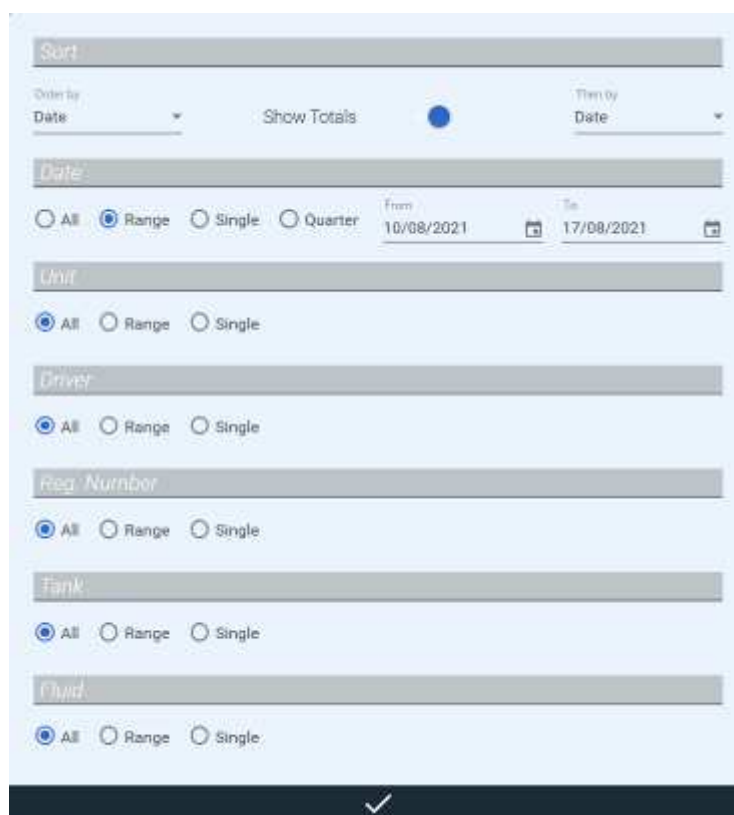 Sort
Order by
Then by
Date
Show Totals
Date
Date
From
To
All Range Single Quarter 10/08/2021 17/08/2021
Unit
All Range Single
Driver
All Range Single
Reg. Number
All Range Single
Tank
All Range Single
Fluid
All Range Single